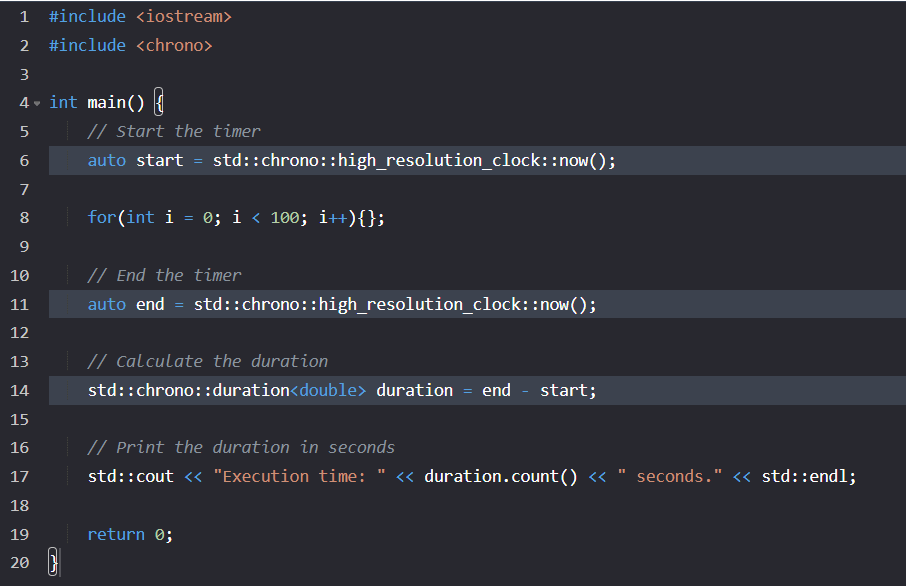 1 #include <iostream>
2 #include <chrono>
3
4 int main() {
5 // Start the timer
6 auto start = std::chrono::high_resolution_clock::now();
7
8 for(int i = 0; i < 100; i++){};
9
10 // End the timer
11 auto end = std::chrono::high_resolution_clock::now();
12
13 // Calculate the duration
14 std::chrono::duration<double> duration = end - start;
15
16 // Print the duration in seconds
17 std::cout << "Execution time: " << duration.count() << " seconds." << std::endl;
18
19 return 0;
20 }